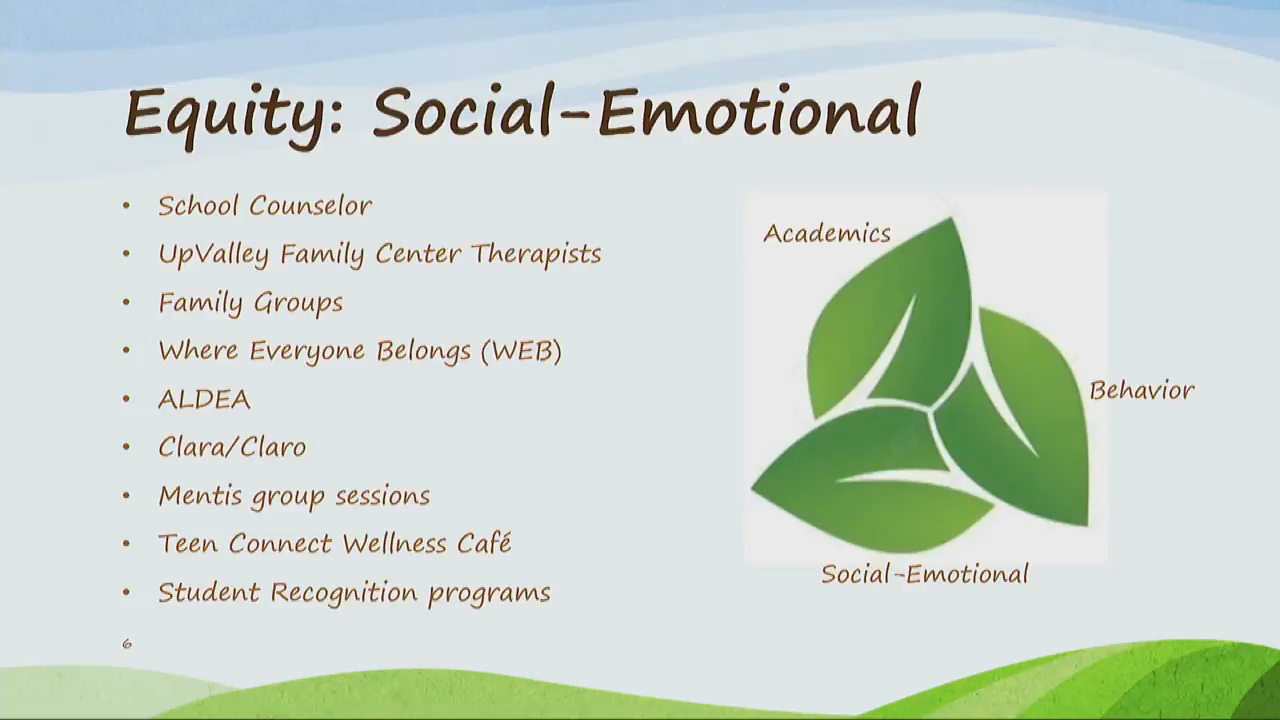 Equity: Social-Emotional
• School Counselor
• UpValley Family Center Therapists
• Family Groups
• Where Everyone Belongs (WEB)
• ALDEA
• Clara/Claro
• Mentis group sessions
• Teen Connect Wellness Café
• Student Recognition programs
Academics
Behavior
Social-Emotional
6